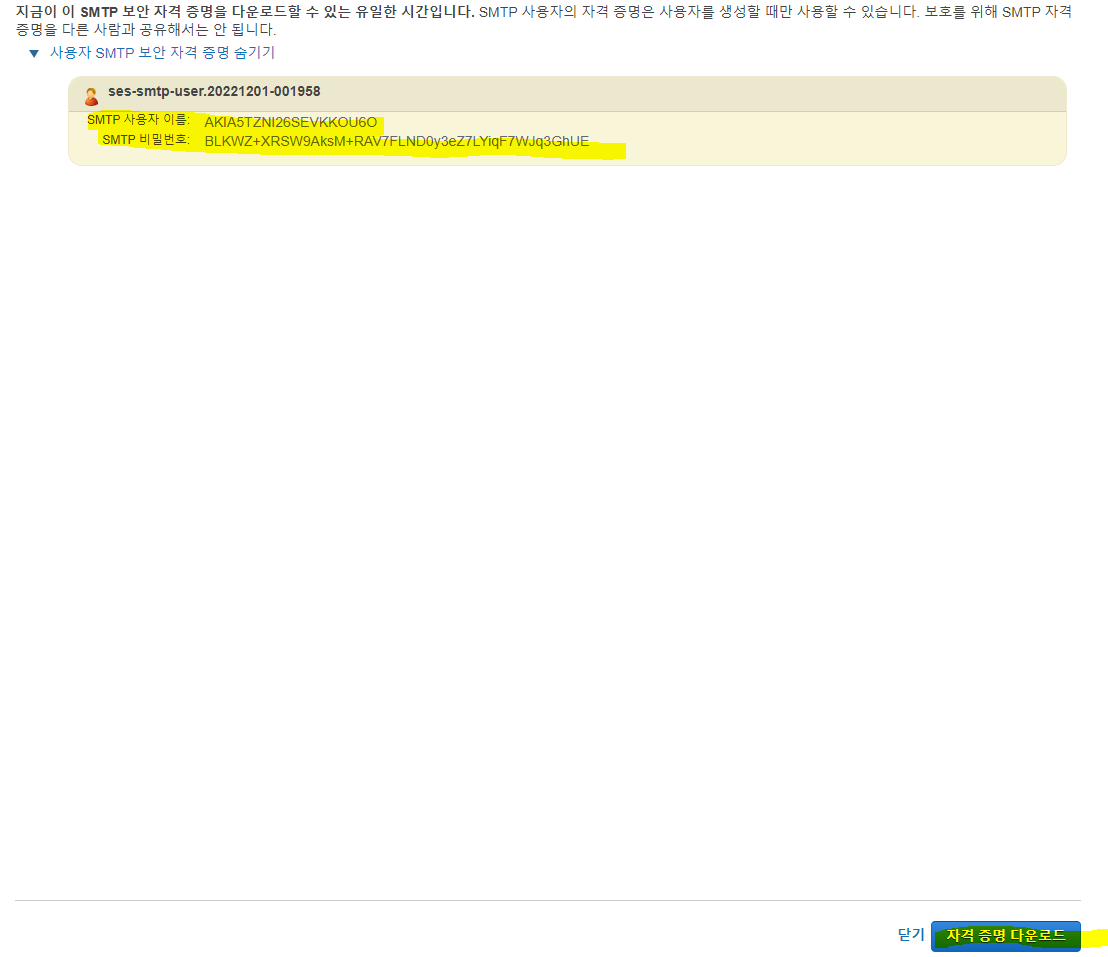 지금이 이 SMTP 보안 자격 증명을 다운로드할 수 있는 유일한 시간입니다. SMTP 사용자의 자격 증명은 사용자를 생성할 때만 사용할 수 있습니다. 보호를 위해 SMTP 자격
증명을 다른 사람과 공유해서는 안 됩니다.
▼ 사용자 SMTP 보안 자격 증명 숨기기
ses-smtp-user.20221201-001958
SMTP 사용자 이름: AKIA5TZNI26SEVKKOU6O
SMTP 비밀번호: BLKWZ+XRSW9AksM+RAV7FLND0y3eZ7LYiqF7WJq3GhUE
닫기 자격 증명 다운로드